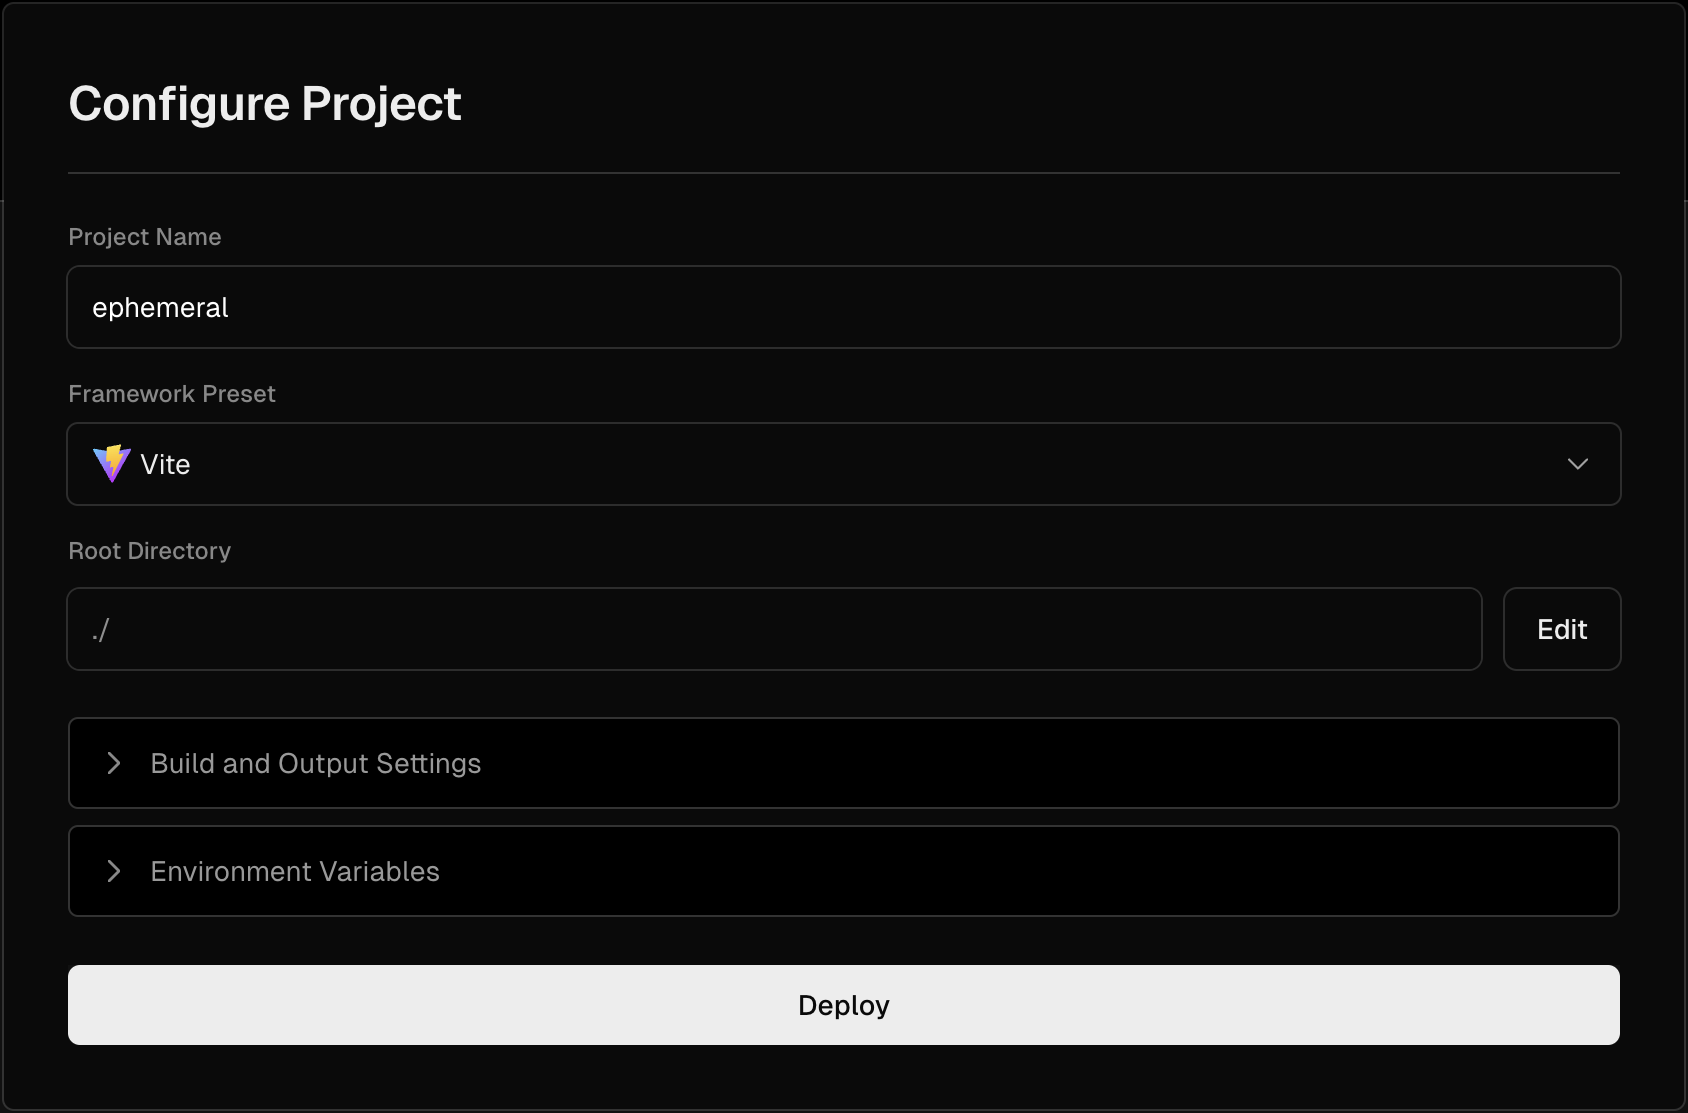 Configure Project
Project Name
ephemeral
Framework Preset
Vite
Root Directory
./
Edit
Build and Output Settings
Environment Variables
Deploy